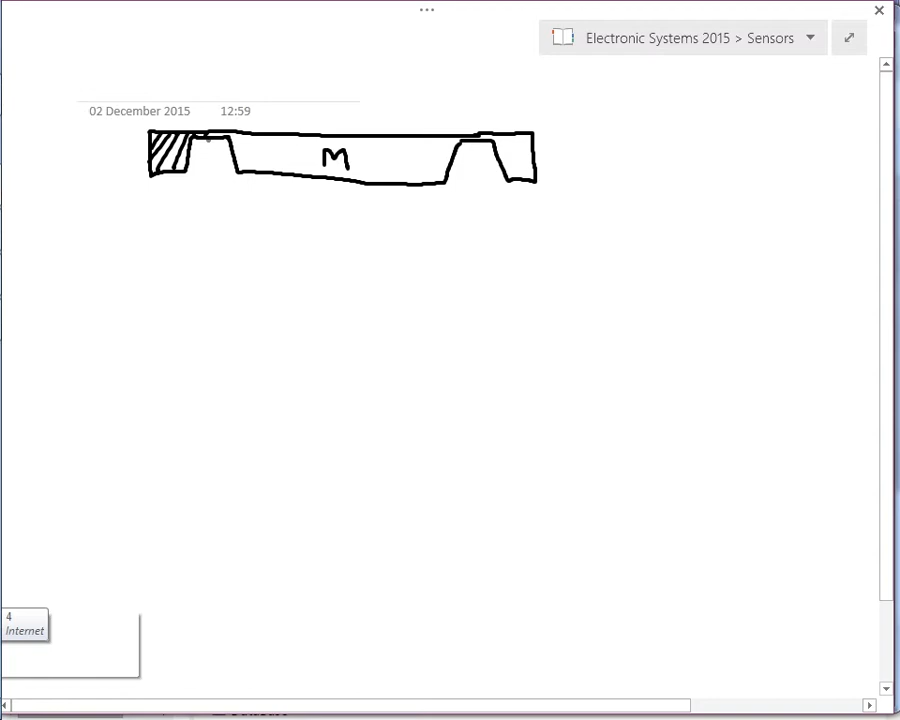 Electronic Systems 2015 > Sensors
02 December 2015 12:59
M
4
Internet